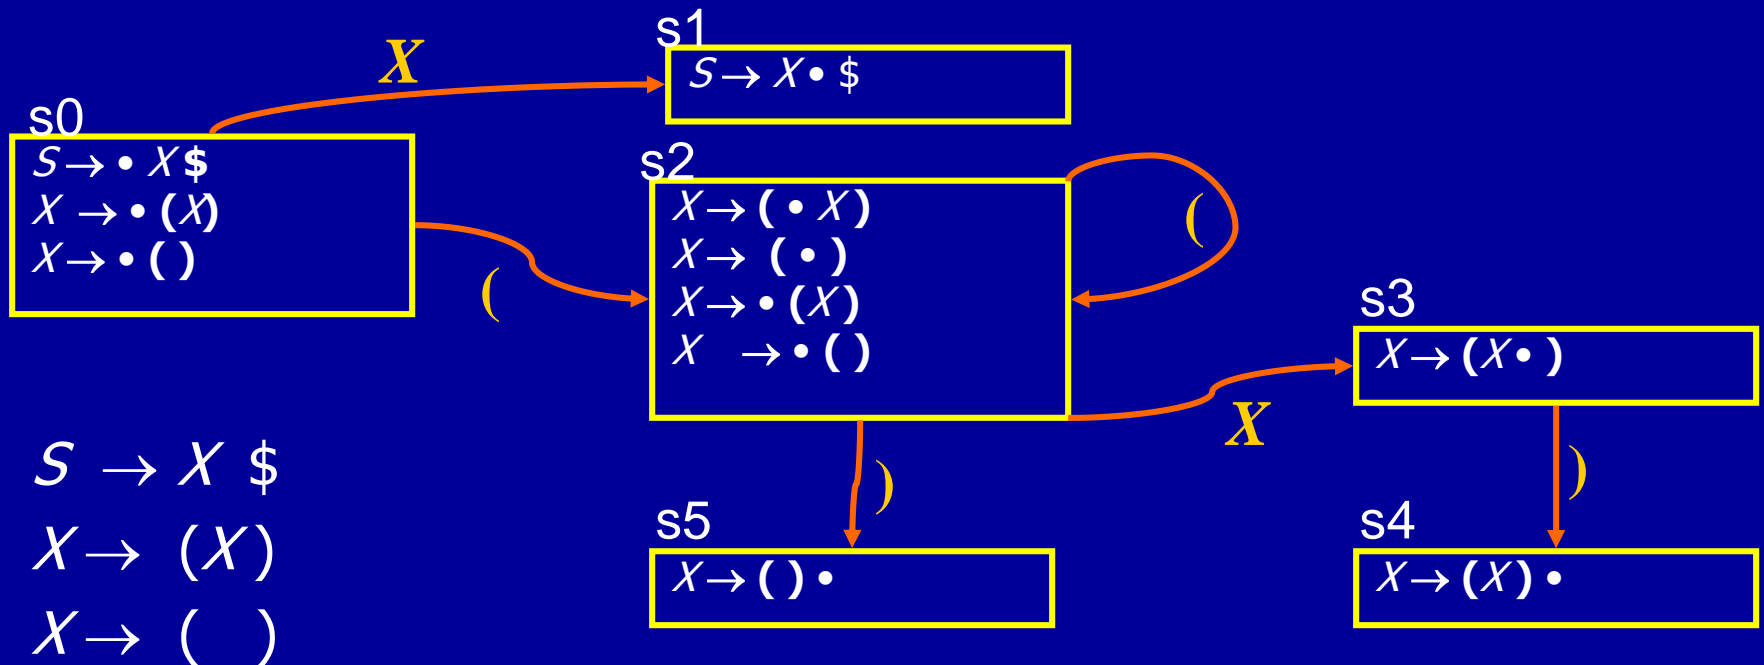 X
s1
S → X • $
s0
S → • X $
X → • (X)
X → • ( )
(
s2
X → ( • X )
X → ( • )
X → • (X )
X → • ( )
(
X
s3
X → (X • )
)
)
s5
X → ( ) •
s4
X → (X ) •
S → X $
X → (X )
X → ( )